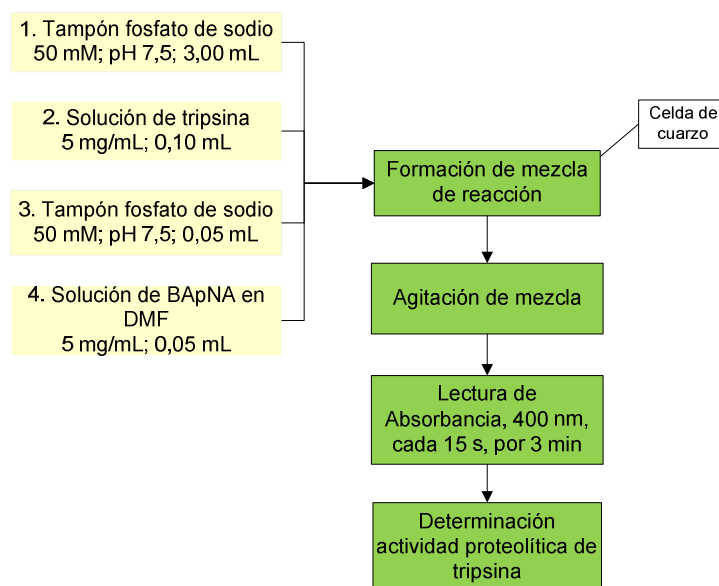 1. Tampón fosfato de sodio
50 mM; pH 7,5; 3,00 mL
2. Solución de tripsina
5 mg/mL; 0,10 mL
3. Tampón fosfato de sodio
50 mM; pH 7,5; 0,05 mL
4. Solución de BApNA en
DMF
5 mg/mL; 0,05 mL
Celda de
cuarzo
Formación de mezcla
de reacción
Agitación de mezcla
Lectura de
Absorbancia, 400 nm,
cada 15 s, por 3 min
Determinación
actividad proteolítica de
tripsina